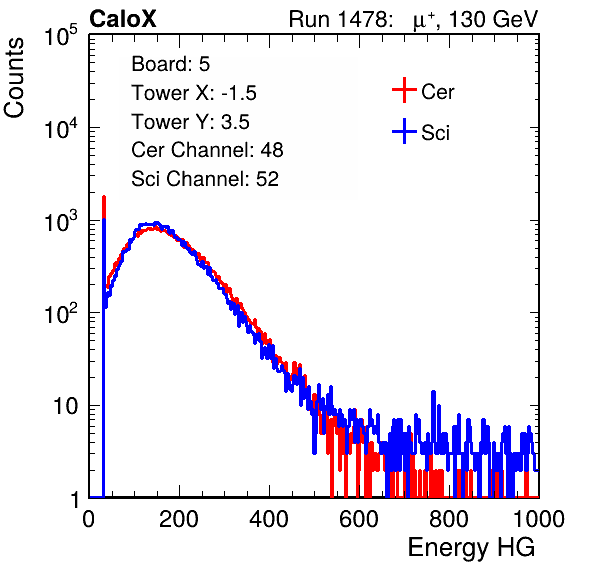 CaloX Run 1478: μ⁺, 130 GeV
Counts
10⁵
10⁴
10³
10²
10
1
Board: 5
Tower X: -1.5
Tower Y: 3.5
Cer Channel: 48
Sci Channel: 52
Cer
Sci
0 200 400 600 800 1000
Energy HG